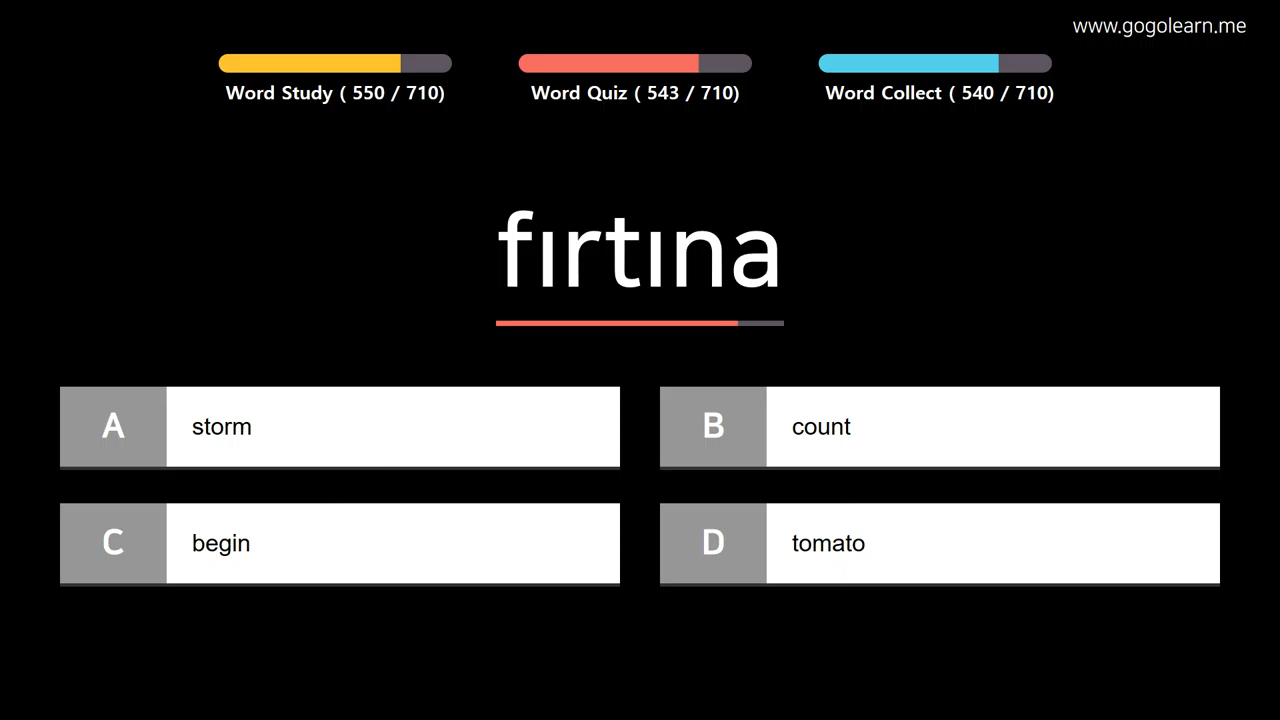 www.gogolearn.me
Word Study ( 550 / 710)
Word Quiz ( 543 / 710)
Word Collect ( 540 / 710)
fırtına
A storm
B count
C begin
D tomato